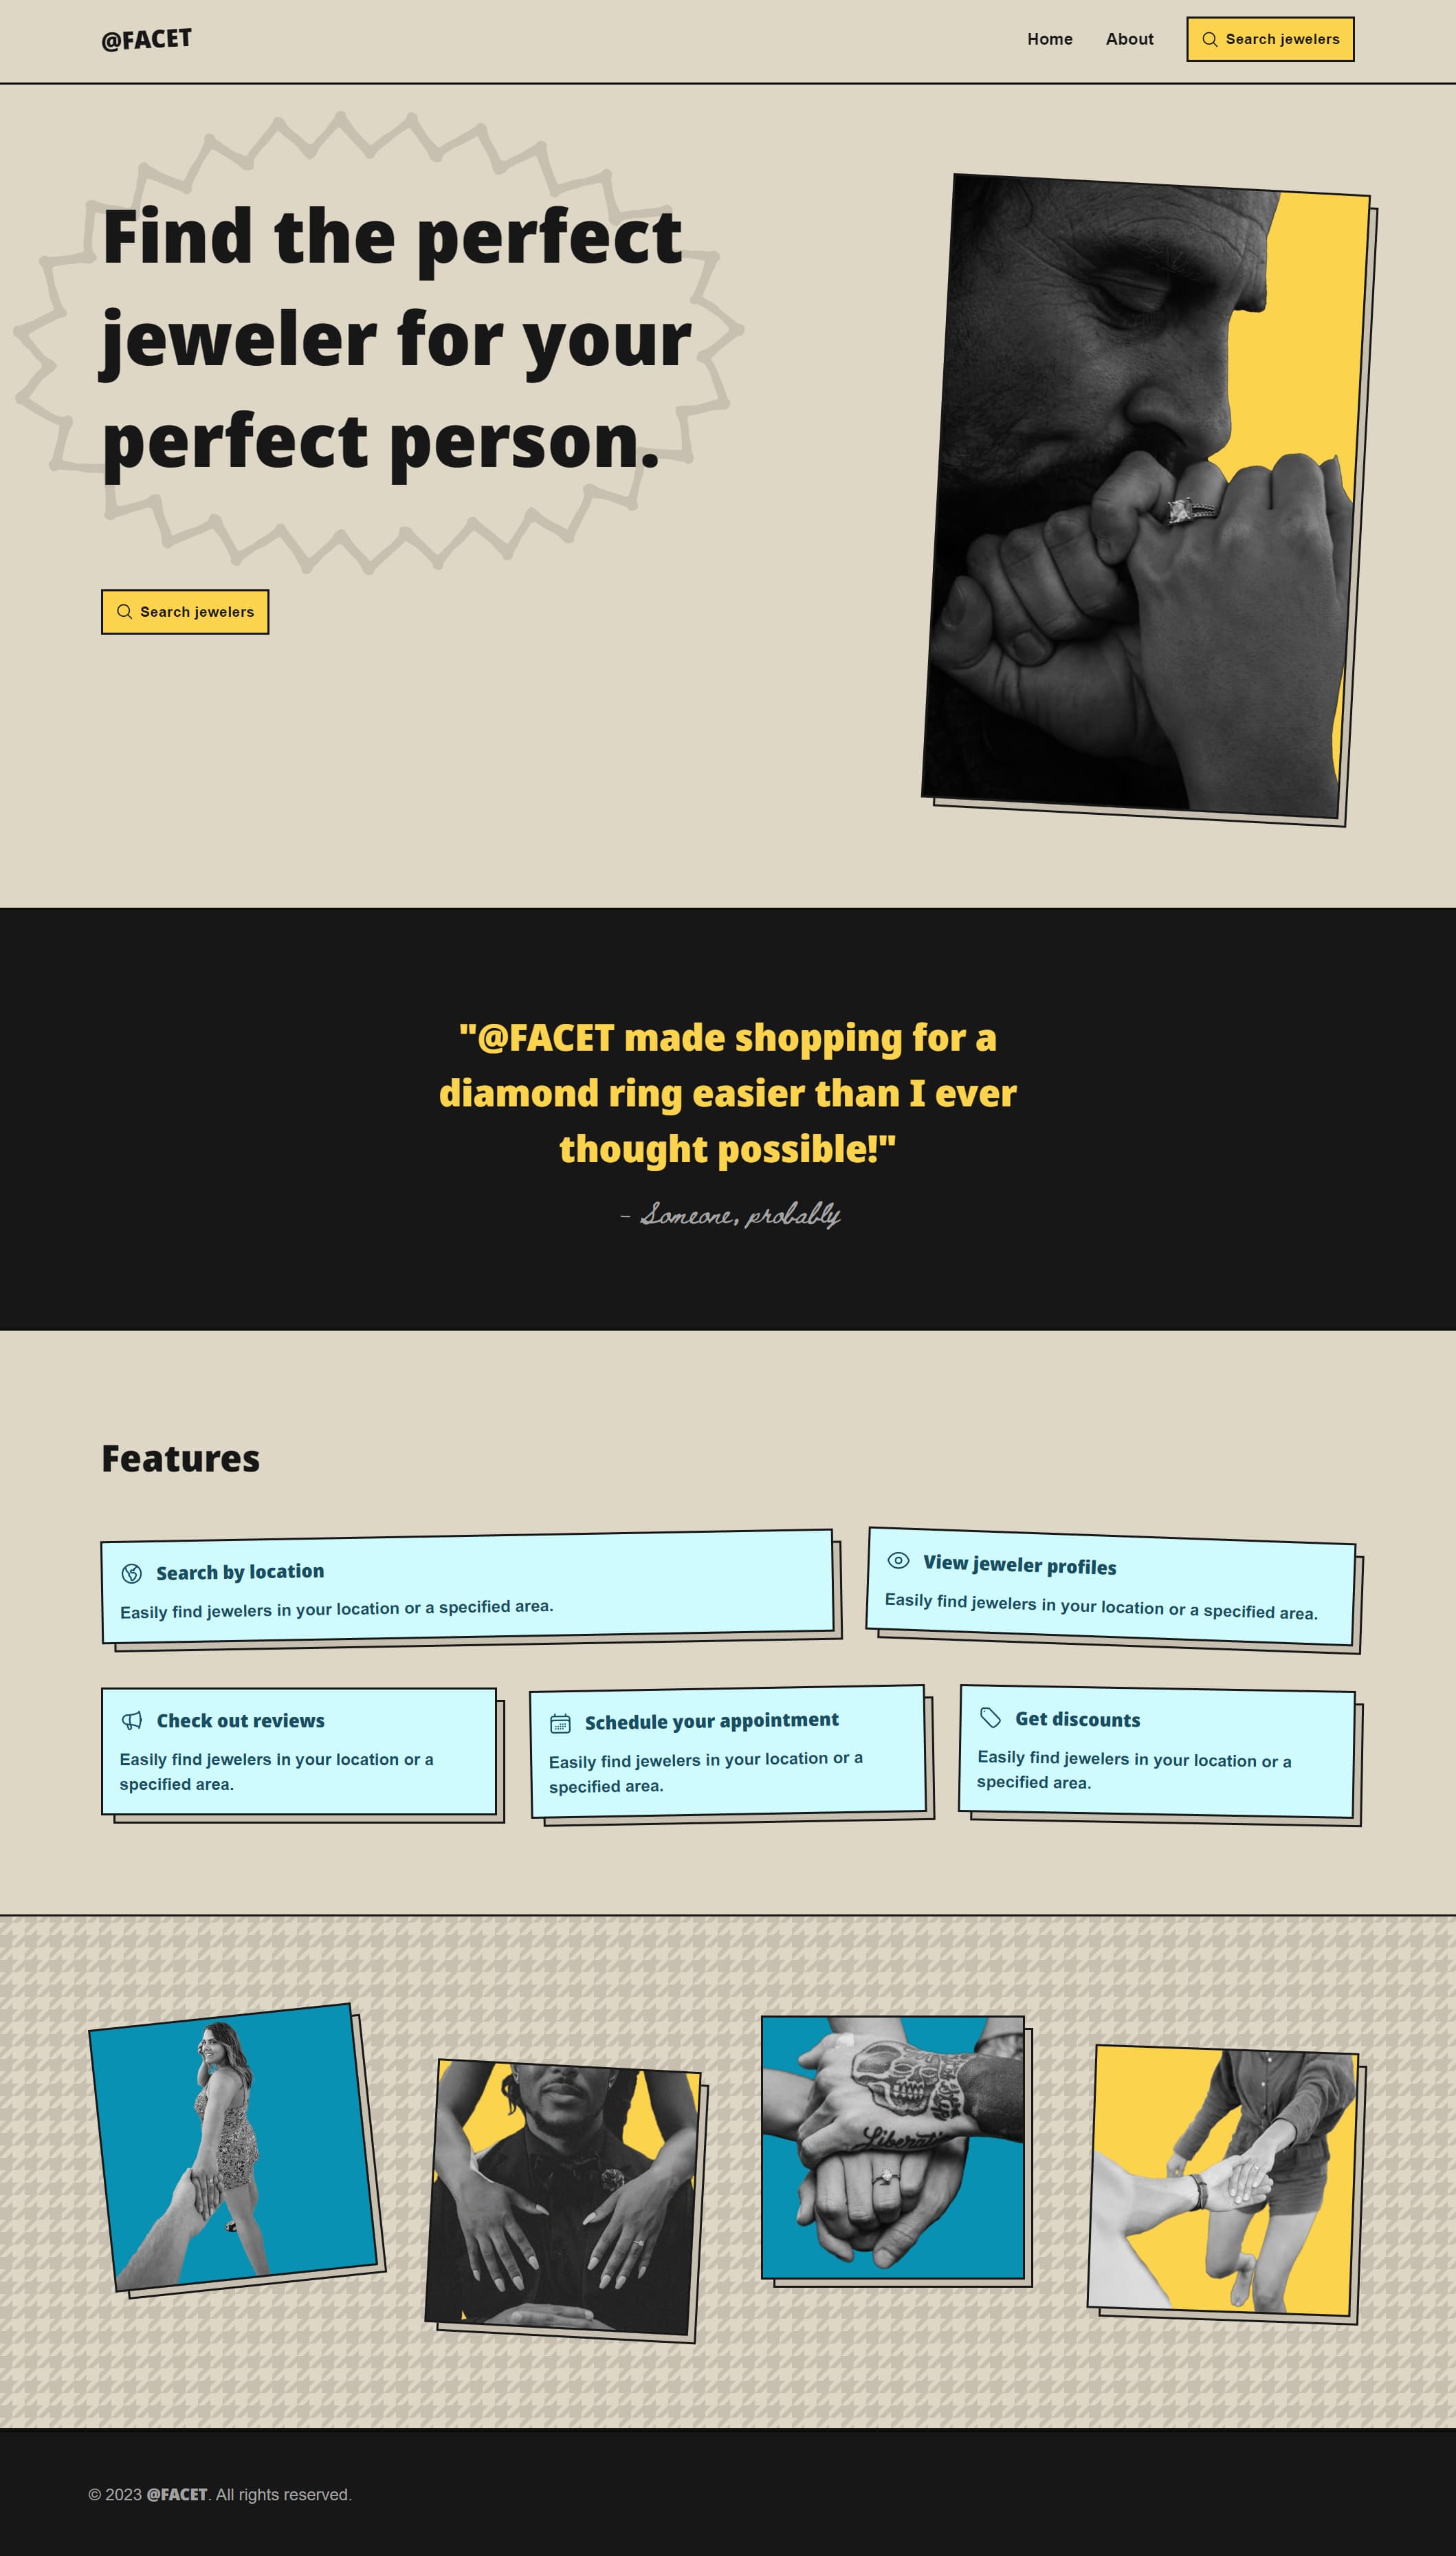 @FACET
Home
About
Search jewelers
Find the perfect
jeweler for your
perfect person.
Search jewelers
"@FACET made shopping for a
diamond ring easier than I ever
thought possible!"
– Someone, probably
Features
Search by location
Easily find jewelers in your location or a specified area.
View jeweler profiles
Easily find jewelers in your location or a specified area.
Check out reviews
Easily find jewelers in your location or a
specified area.
Schedule your appointment
Easily find jewelers in your location or a
specified area.
Get discounts
Easily find jewelers in your location or a
specified area.
© 2023 @FACET. All rights reserved.